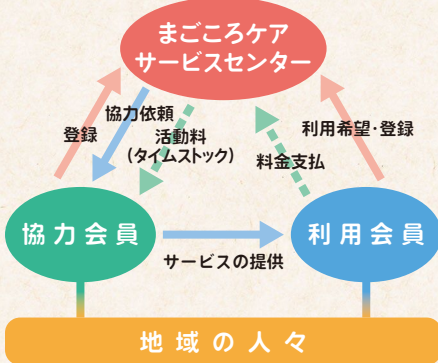 まごころケア
サービスセンター
協力依頼
登録
活動料
(タイムストック)
利用希望・登録
料金支払
協力会員
利用会員
サービスの提供
地域の人々